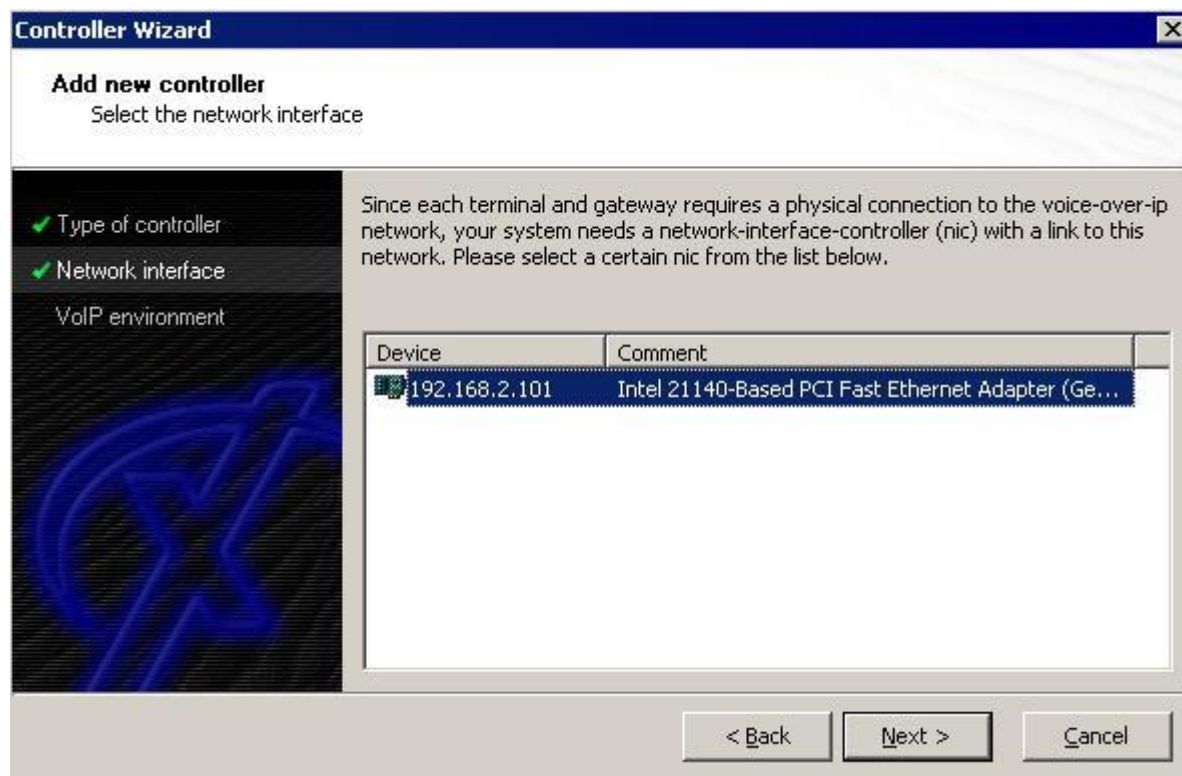 Controller Wizard
Add new controller
Select the network interface
Type of controller
Network interface
VoIP environment
Since each terminal and gateway requires a physical connection to the voice-over-ip
network, your system needs a network-interface-controller (nic) with a link to this
network. Please select a certain nic from the list below.
Device Comment
192.168.2.101 Intel 21140-Based PCI Fast Ethernet Adapter (Ge...
< Back Next > Cancel